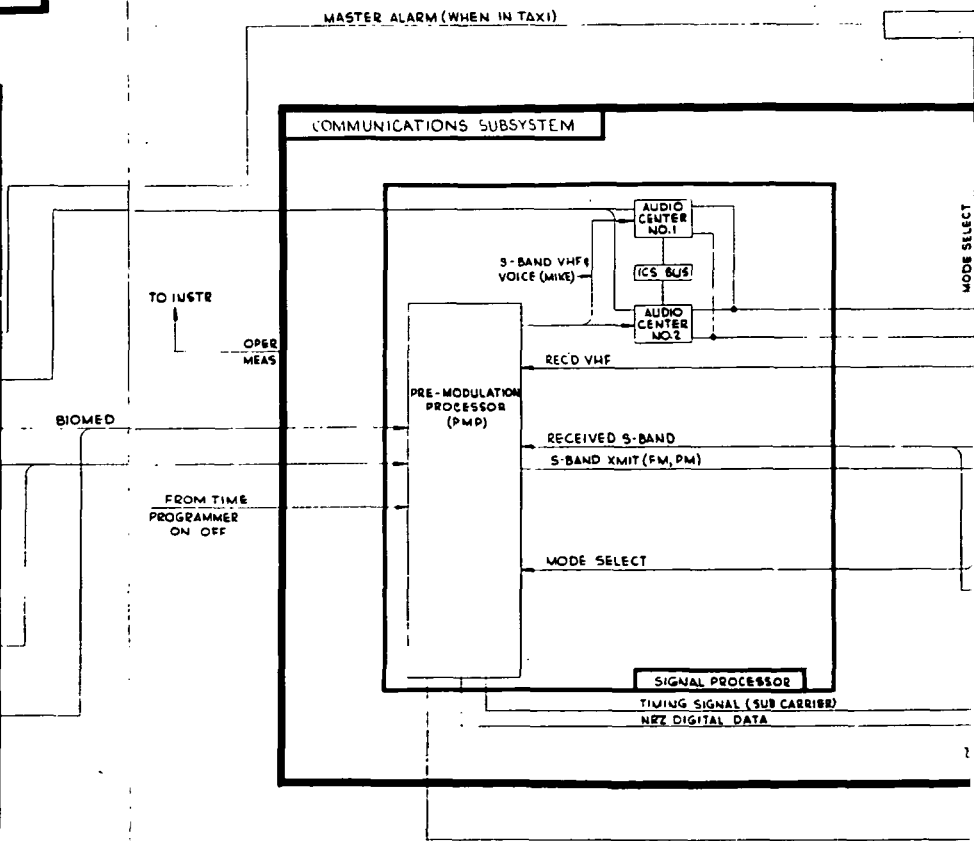 MASTER ALARM (WHEN IN TAXI)
COMMUNICATIONS SUBSYSTEM
AUDIO
CENTER
NO.1
S-BAND VHF &
VOICE (MIKE)
ICS BUS
MODE SELECT
TO INSTR
AUDIO
CENTER
NO.2
OPER
MEAS
REC'D VHF
PRE-MODULATION
PROCESSOR
(PMP)
BIOMED
RECEIVED S-BAND
S-BAND XMIT (FM, PM)
FROM TIME
PROGRAMMER
ON OFF
MODE SELECT
SIGNAL PROCESSOR
TIMING SIGNAL (SUB CARRIER)
NRZ DIGITAL DATA